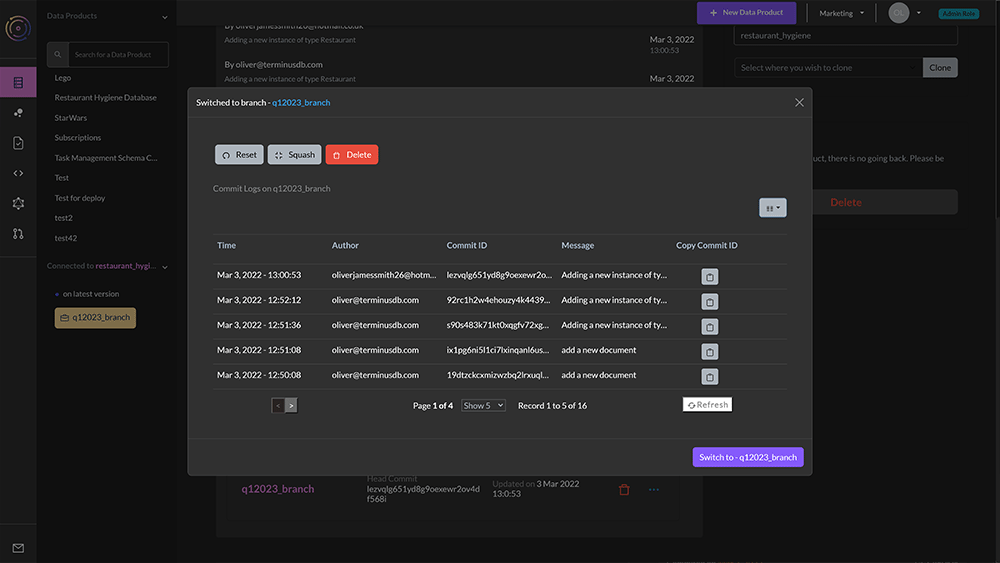 Data Products
Search for a Data Product
Lego
Restaurant Hygiene Database
StarWars
Subscriptions
Task Management Schema C...
Test
Test for deploy
test2
test42
Connected to restaurant_hygi...
on latest version
q12023_branch
+ New Data Product
Marketing
OL
Admin Role
By oliverjamessmith26@hotmail.co.uk
Adding a new instance of type Restaurant
Mar 3, 2022
13:00:53
By oliver@terminusdb.com
Adding a new instance of type Restaurant
Mar 3, 2022
restaurant_hygiene
Select where you wish to clone
Clone
uct, there is no going back. Please be
Delete
Switched to branch - q12023_branch
Reset
Squash
Delete
Commit Logs on q12023_branch
Time Author Commit ID Message Copy Commit ID
Mar 3, 2022 - 13:00:53 oliverjamessmith26@hotm... lezvqlg651yd8g9oexewr2o... Adding a new instance of ty...
Mar 3, 2022 - 12:52:12 oliver@terminusdb.com 92rc1h2w4ehouzy4k4439... Adding a new instance of ty...
Mar 3, 2022 - 12:51:36 oliver@terminusdb.com s90s483k71kt0xqgfv72xg... Adding a new instance of ty...
Mar 3, 2022 - 12:51:08 oliver@terminusdb.com ix1pg6ni5l1ci7lxinqanl6us... add a new document
Mar 3, 2022 - 12:50:08 oliver@terminusdb.com 19dtzckcxmizwzbq2lrxuql... add a new document
< >
Page 1 of 4 Show 5 Record 1 to 5 of 16
Refresh
Switch to - q12023_branch
q12023_branch
Head Commit
lezvqlg651yd8g9oexewr2ov4d
f568i
Updated on 3 Mar 2022
13:0:53